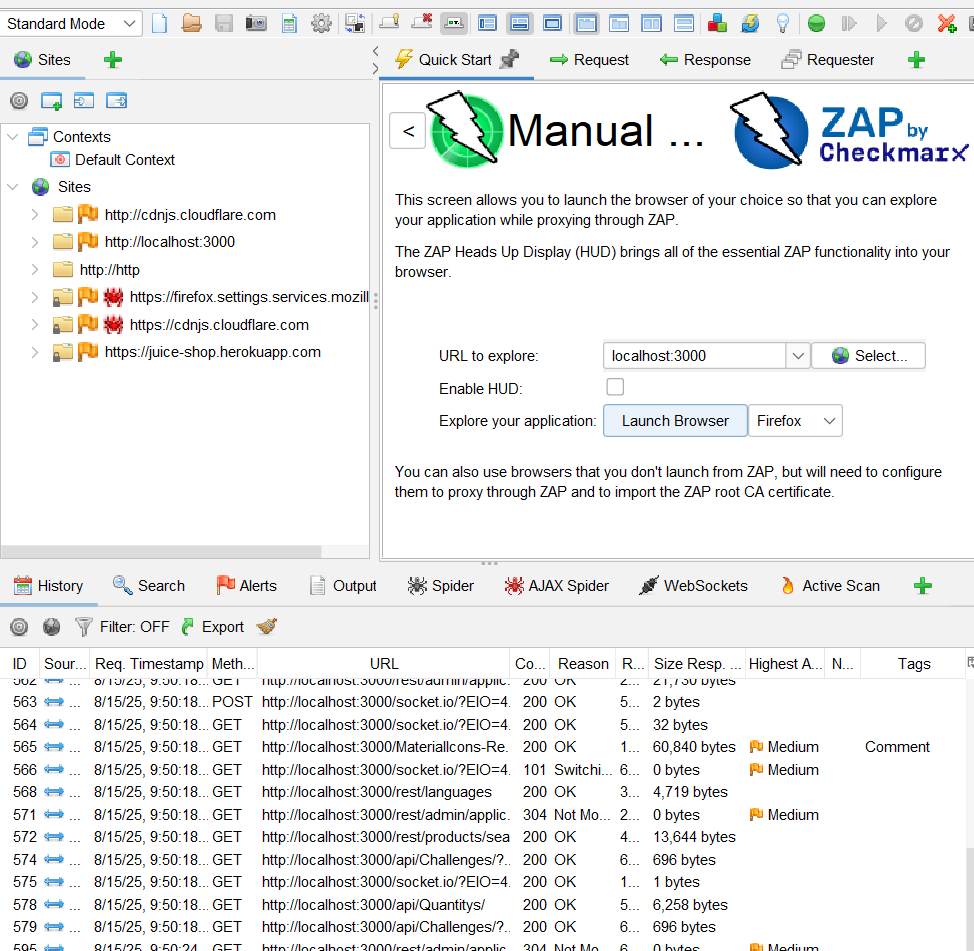 Standard Mode
Sites
Quick Start
Request
Response
Requester
Contexts
Default Context
Sites
http://cdnjs.cloudflare.com
http://localhost:3000
http://http
https://firefox.settings.services.mozill
https://cdnjs.cloudflare.com
https://juice-shop.herokuapp.com
<
Manual ...
ZAP by
Checkmarx
This screen allows you to launch the browser of your choice so that you can explore
your application while proxying through ZAP.
The ZAP Heads Up Display (HUD) brings all of the essential ZAP functionality into your
browser.
URL to explore: localhost:3000 Select...
Enable HUD:
Explore your application: Launch Browser Firefox
You can also use browsers that you don't launch from ZAP, but will need to configure
them to proxy through ZAP and to import the ZAP root CA certificate.
History Search Alerts Output Spider AJAX Spider WebSockets Active Scan
Filter: OFF Export
ID Sour... Req. Timestamp Meth... URL Co... Reason R... Size Resp. ... Highest A... N... Tags
562 ... 8/15/25, 9:50:18... GET http://localhost:3000/rest/admin/applic. 200 OK 2... 21,730 bytes
563 ... 8/15/25, 9:50:18... POST http://localhost:3000/socket.io/?EIO=4. 200 OK 5... 2 bytes
564 ... 8/15/25, 9:50:18... GET http://localhost:3000/socket.io/?EIO=4. 200 OK 5... 32 bytes
565 ... 8/15/25, 9:50:18... GET http://localhost:3000/MaterialIcons-Re. 200 OK 1... 60,840 bytes Medium Comment
566 ... 8/15/25, 9:50:18... GET http://localhost:3000/socket.io/?EIO=4. 101 Switchi... 6... 0 bytes Medium
568 ... 8/15/25, 9:50:18... GET http://localhost:3000/rest/languages 200 OK 3... 4,719 bytes
571 ... 8/15/25, 9:50:18... GET http://localhost:3000/rest/admin/applic. 304 Not Mo... 2... 0 bytes Medium
572 ... 8/15/25, 9:50:18... GET http://localhost:3000/rest/products/sea 200 OK 4... 13,644 bytes
574 ... 8/15/25, 9:50:18... GET http://localhost:3000/api/Challenges/?.. 200 OK 6... 696 bytes
575 ... 8/15/25, 9:50:18... GET http://localhost:3000/socket.io/?EIO=4. 200 OK 1... 1 bytes
578 ... 8/15/25, 9:50:18... GET http://localhost:3000/api/Quantitys/ 200 OK 5... 6,258 bytes
579 ... 8/15/25, 9:50:18... GET http://localhost:3000/api/Challenges/?.. 200 OK 6... 696 bytes
595 ... 8/15/25, 9:50:24 GET http://localhost:3000/rest/admin/applic 304 Not Mo 6 0 bytes Medium